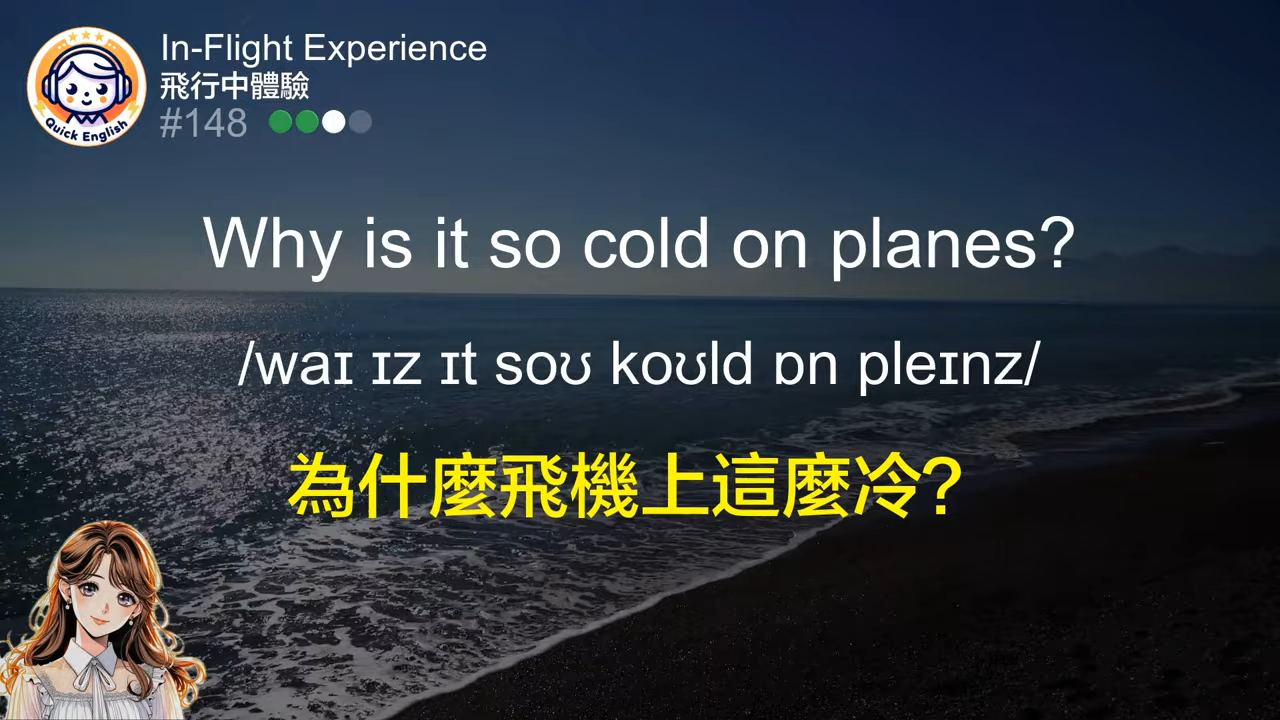 In-Flight Experience
飛行中體驗
#148
Quick English
Why is it so cold on planes?
/waɪ ɪz ɪt soʊ koʊld ɒn pleɪnz/
為什麼飛機上這麼冷?